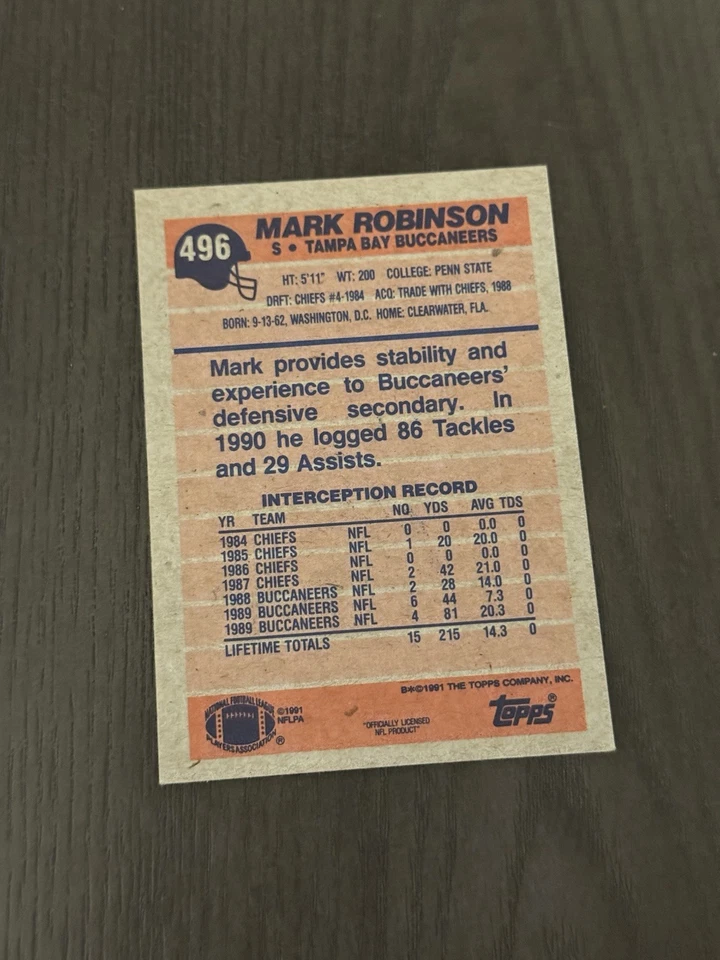 496
MARK ROBINSON
S • TAMPA BAY BUCCANEERS
HT: 5'11" WT: 200 COLLEGE: PENN STATE
DRFT: CHIEFS #4-1984 ACQ: TRADE WITH CHIEFS, 1988
BORN: 9-13-62, WASHINGTON, D.C. HOME: CLEARWATER, FLA.
Mark provides stability and
experience to Buccaneers'
defensive secondary. In
1990 he logged 86 Tackles
and 29 Assists.
INTERCEPTION RECORD
YR TEAM NO YDS AVG TDS
1984 CHIEFS NFL 0 0 0.0 0
1985 CHIEFS NFL 1 20 20.0 0
1986 CHIEFS NFL 0 0 0.0 0
1987 CHIEFS NFL 2 42 21.0 0
1988 BUCCANEERS NFL 2 28 14.0 0
1989 BUCCANEERS NFL 6 44 7.3 0
1989 BUCCANEERS NFL 4 81 20.3 0
LIFETIME TOTALS 15 215 14.3 0
B*©1991 THE TOPPS COMPANY, INC.
NATIONAL FOOTBALL LEAGUE
PLAYERS ASSOCIATION ®
©1991
NFLPA
"OFFICIALLY LICENSED
NFL PRODUCT"
topps®